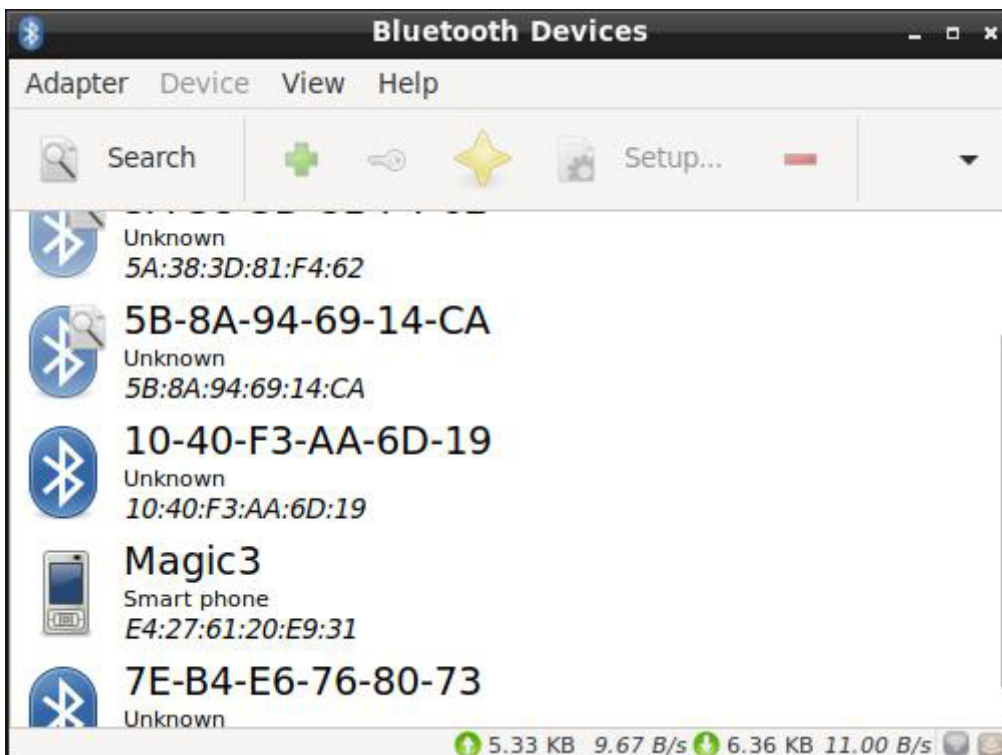 Bluetooth Devices
Adapter Device View Help
Search Setup...
Unknown
5A:38:3D:81:F4:62
5B-8A-94-69-14-CA
Unknown
5B:8A:94:69:14:CA
10-40-F3-AA-6D-19
Unknown
10:40:F3:AA:6D:19
Magic3
Smart phone
E4:27:61:20:E9:31
7E-B4-E6-76-80-73
Unknown
5.33 KB 9.67 B/s 6.36 KB 11.00 B/s